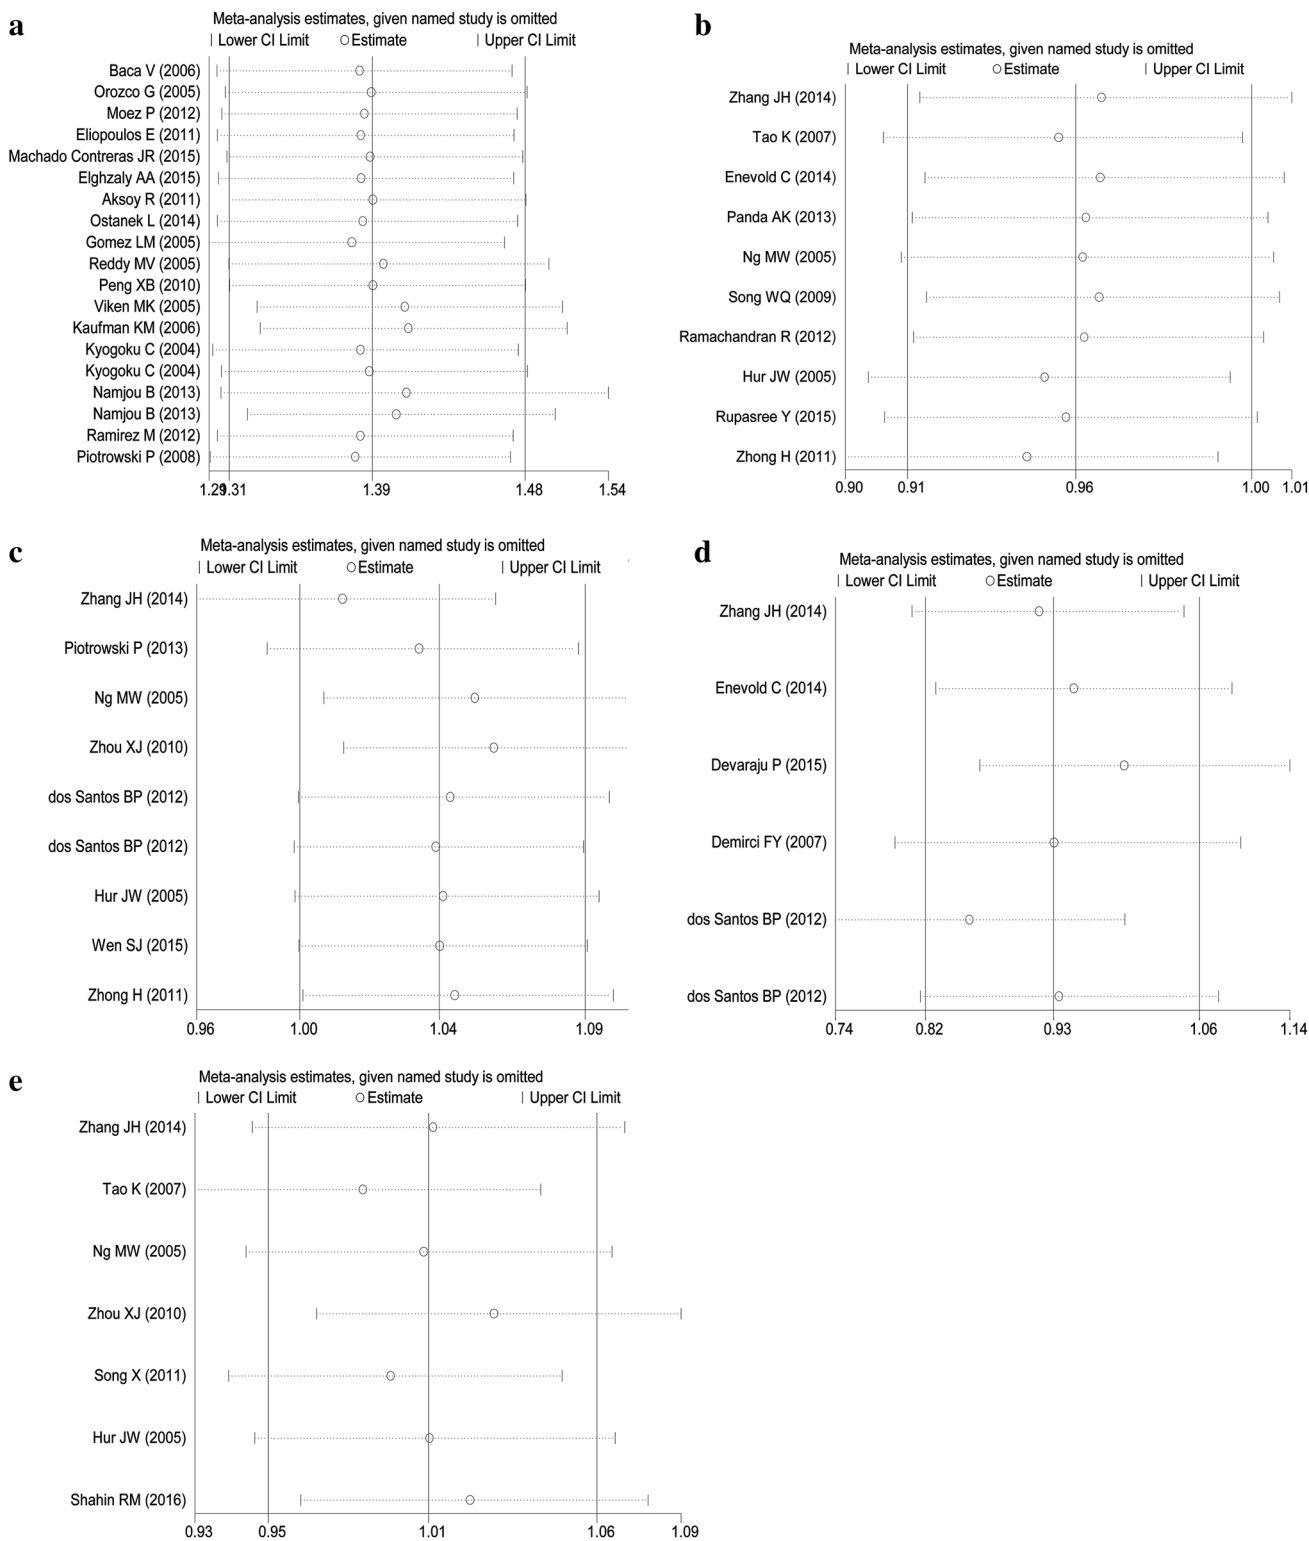 a
Meta-analysis estimates, given named study is omitted
Lower CI Limit Estimate Upper CI Limit
Baca V (2006)
Orozco G (2005)
Moez P (2012)
Eliopoulos E (2011)
Machado Contreras JR (2015)
Elghzaly AA (2015)
Aksoy R (2011)
Ostanek L (2014)
Gomez LM (2005)
Reddy MV (2005)
Peng XB (2010)
Viken MK (2005)
Kaufman KM (2006)
Kyogoku C (2004)
Kyogoku C (2004)
Namjou B (2013)
Namjou B (2013)
Ramirez M (2012)
Piotrowski P (2008)
1.29 1.31 1.39 1.48 1.54
b
Meta-analysis estimates, given named study is omitted
Lower CI Limit Estimate Upper CI Limit
Zhang JH (2014)
Tao K (2007)
Enevold C (2014)
Panda AK (2013)
Ng MW (2005)
Song WQ (2009)
Ramachandran R (2012)
Hur JW (2005)
Rupasree Y (2015)
Zhong H (2011)
0.90 0.91 0.96 1.00 1.01
c
Meta-analysis estimates, given named study is omitted
Lower CI Limit Estimate Upper CI Limit
Zhang JH (2014)
Piotrowski P (2013)
Ng MW (2005)
Zhou XJ (2010)
dos Santos BP (2012)
dos Santos BP (2012)
Hur JW (2005)
Wen SJ (2015)
Zhong H (2011)
0.96 1.00 1.04 1.09
d
Meta-analysis estimates, given named study is omitted
Lower CI Limit Estimate Upper CI Limit
Zhang JH (2014)
Enevold C (2014)
Devaraju P (2015)
Demirci FY (2007)
dos Santos BP (2012)
dos Santos BP (2012)
0.74 0.82 0.93 1.06 1.14
e
Meta-analysis estimates, given named study is omitted
Lower CI Limit Estimate Upper CI Limit
Zhang JH (2014)
Tao K (2007)
Ng MW (2005)
Zhou XJ (2010)
Song X (2011)
Hur JW (2005)
Shahin RM (2016)
0.93 0.95 1.01 1.06 1.09